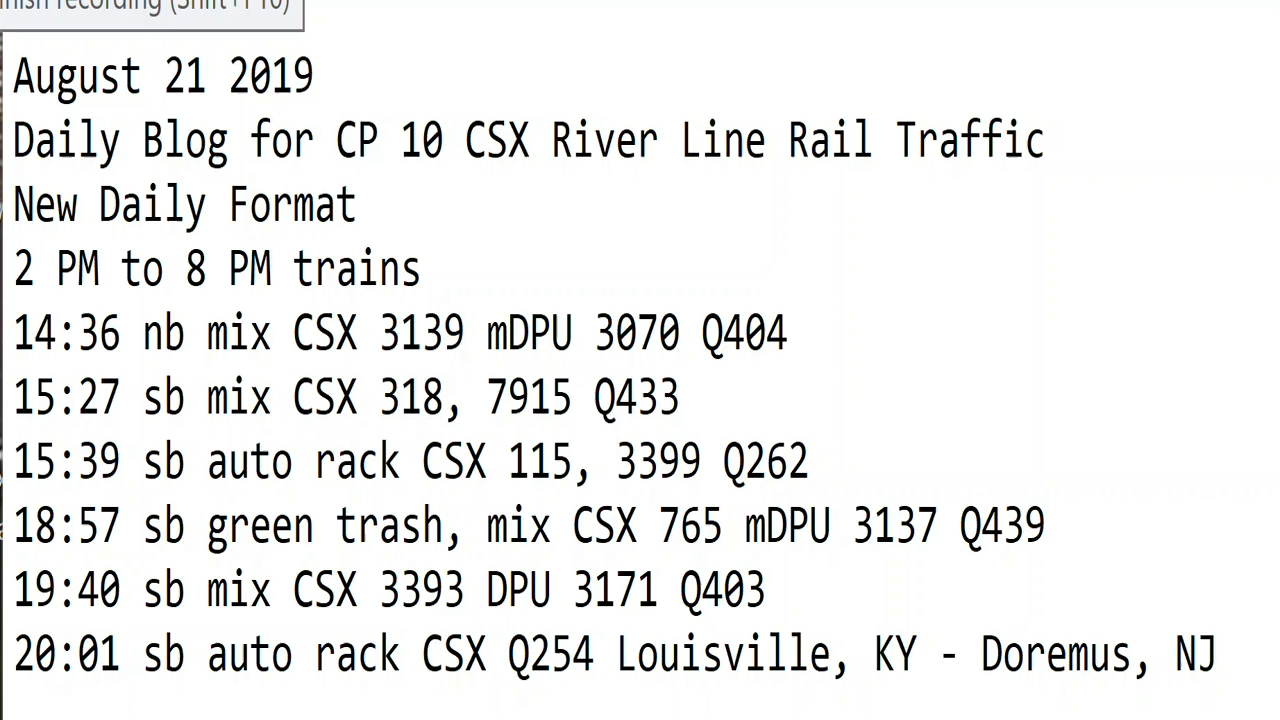 finish recording (Shift+F10)
August 21 2019
Daily Blog for CP 10 CSX River Line Rail Traffic
New Daily Format
2 PM to 8 PM trains
14:36 nb mix CSX 3139 mDPU 3070 Q404
15:27 sb mix CSX 318, 7915 Q433
15:39 sb auto rack CSX 115, 3399 Q262
18:57 sb green trash, mix CSX 765 mDPU 3137 Q439
19:40 sb mix CSX 3393 DPU 3171 Q403
20:01 sb auto rack CSX Q254 Louisville, KY - Doremus, NJ